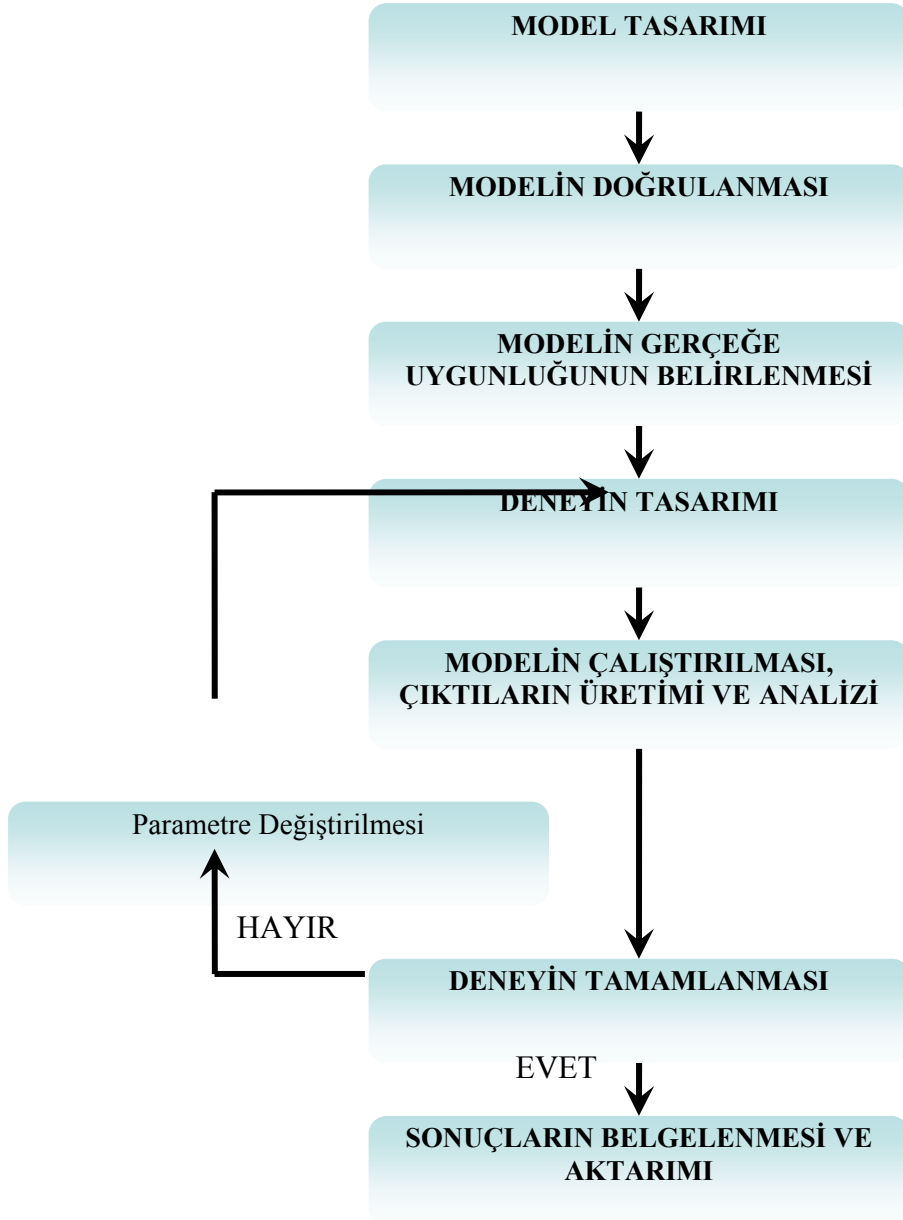 MODEL TASARIMI
MODELİN DOĞRULANMASI
MODELİN GERÇEĞE
UYGUNLUĞUNUN BELİRLENMESİ
DENEYİN TASARIMI
MODELİN ÇALIŞTIRILMASI,
ÇIKTILARIN ÜRETİMİ VE ANALİZİ
Parametre Değiştirilmesi
HAYIR
DENEYİN TAMAMLANMASI
EVET
SONUÇLARIN BELGELENMESİ VE
AKTARIMI